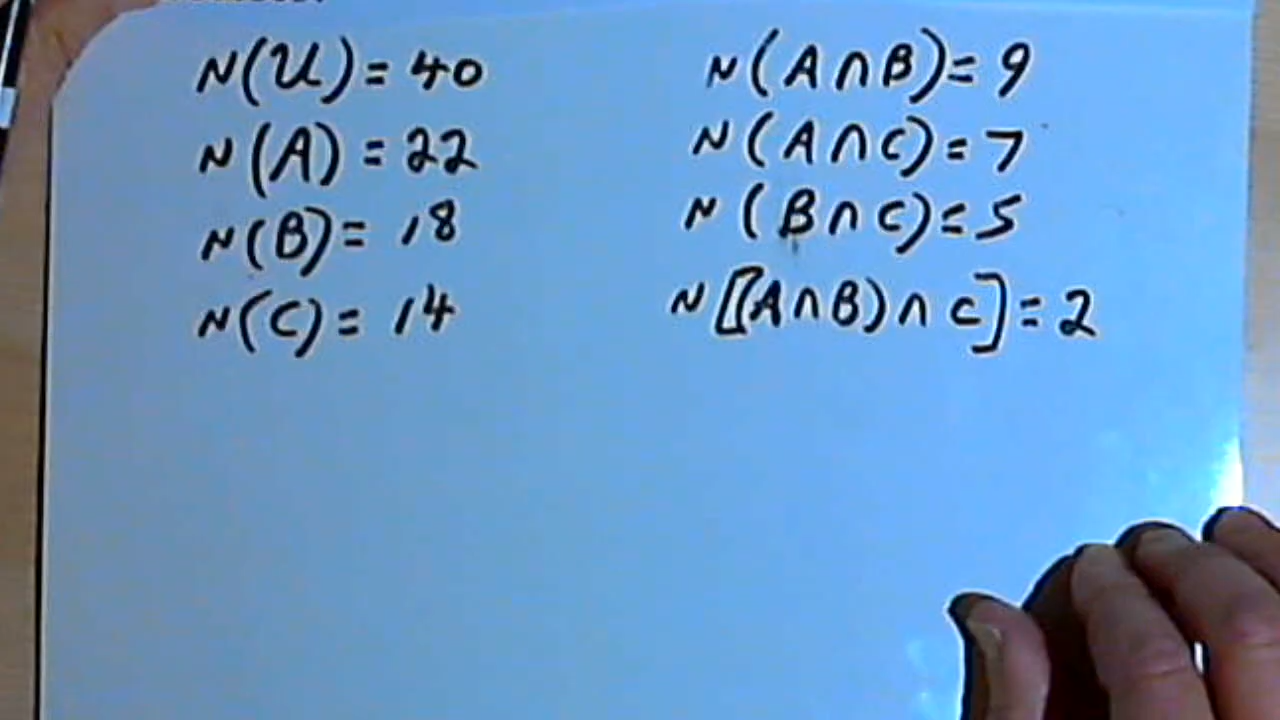 N(U) = 40
N(A) = 22
N(B) = 18
N(C) = 14
N(A∩B) = 9
N(A∩C) = 7
N(B∩C) = 5
N[(A∩B)∩C] = 2